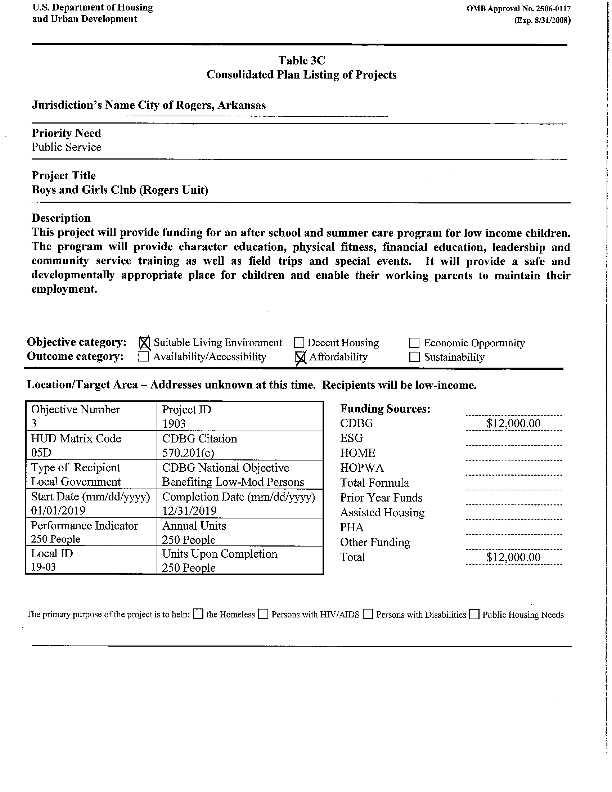 U.S. Department of Housing
and Urban Development
OMB Approval No. 2506-0117
(Exp. 8/31/2008)
Table 3C
Consolidated Plan Listing of Projects
Jurisdiction's Name City of Rogers, Arkansas
Priority Need
Public Service
Project Title
Boys and Girls Club (Rogers Unit)
Description
This project will provide funding for an after school and summer care program for low income children.
The program will provide character education, physical fitness, financial education, leadership and
community service training as well as field trips and special events. It will provide a safe and
developmentally appropriate place for children and enable their working parents to maintain their
employment.
Objective category: ☒ Suitable Living Environment ☐ Decent Housing ☐ Economic Opportunity
Outcome category: ☐ Availability/Accessibility ☒ Affordability ☐ Sustainability
Location/Target Area – Addresses unknown at this time. Recipients will be low-income.
Objective Number Project ID
3 1903
HUD Matrix Code CDBG Citation
05D 570.201(e)
Type of Recipient CDBG National Objective
Local Government Benefiting Low-Mod Persons
Start Date (mm/dd/yyyy) Completion Date (mm/dd/yyyy)
01/01/2019 12/31/2019
Performance Indicator Annual Units
250 People 250 People
Local ID Units Upon Completion
19-03 250 People
Funding Sources:
CDBG $12,000.00
ESG
HOME
HOPWA
Total Formula
Prior Year Funds
Assisted Housing
PHA
Other Funding
Total $12,000.00
The primary purpose of the project is to help: ☐ the Homeless ☐ Persons with HIV/AIDS ☐ Persons with Disabilities ☐ Public Housing Needs